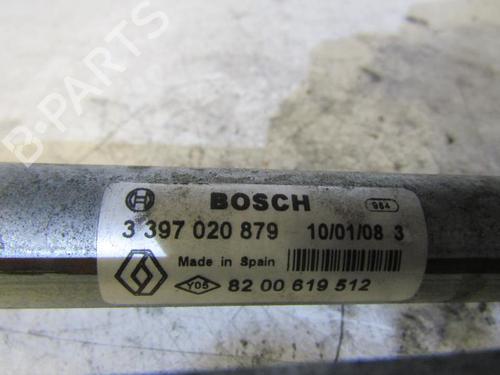 B-PARTS
BOSCH 984
3 397 020 879 10/01/08 3
Made in Spain
Y05 82 00 619 512